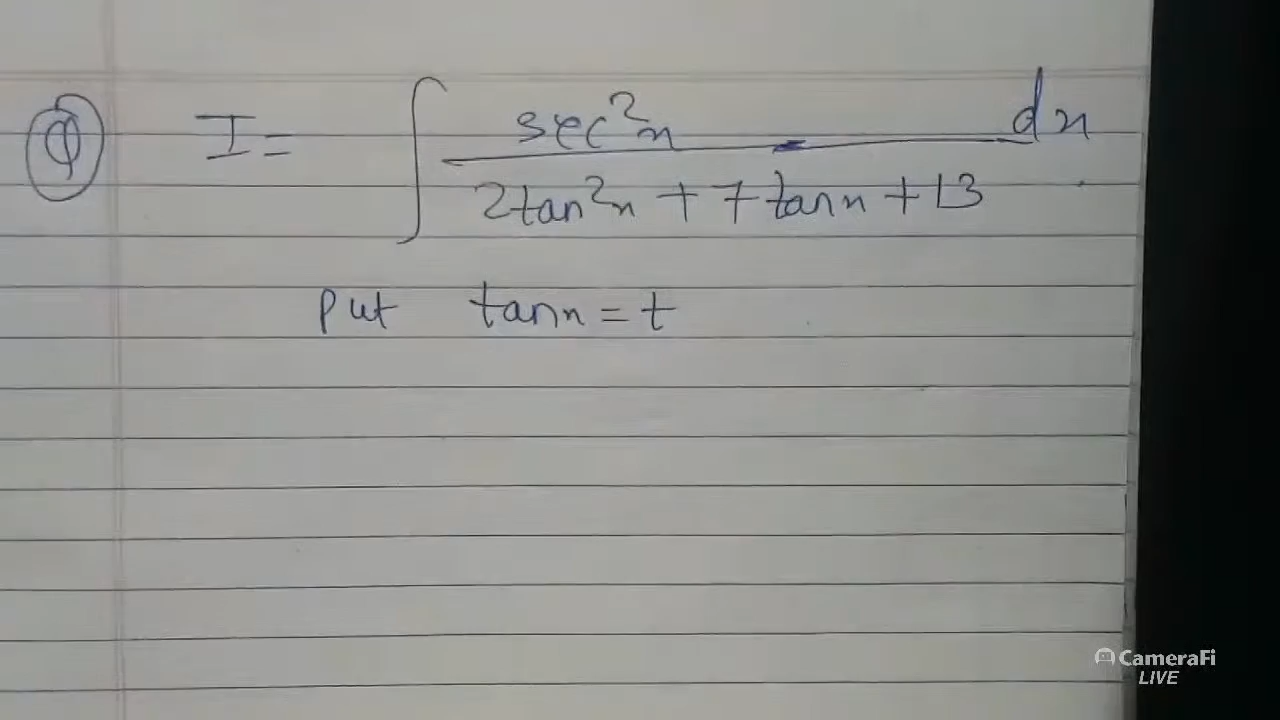 Q I = ∫ sec²x dx
2tan²x + 7tanx + 13
Put tanx = t
CameraFi
LIVE